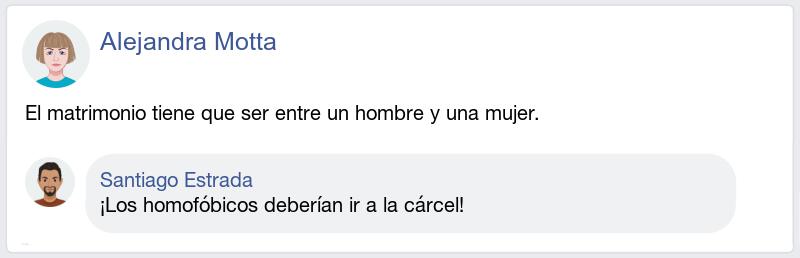 Alejandra Motta
El matrimonio tiene que ser entre un hombre y una mujer.
Santiago Estrada
¡Los homofóbicos deberían ir a la cárcel!